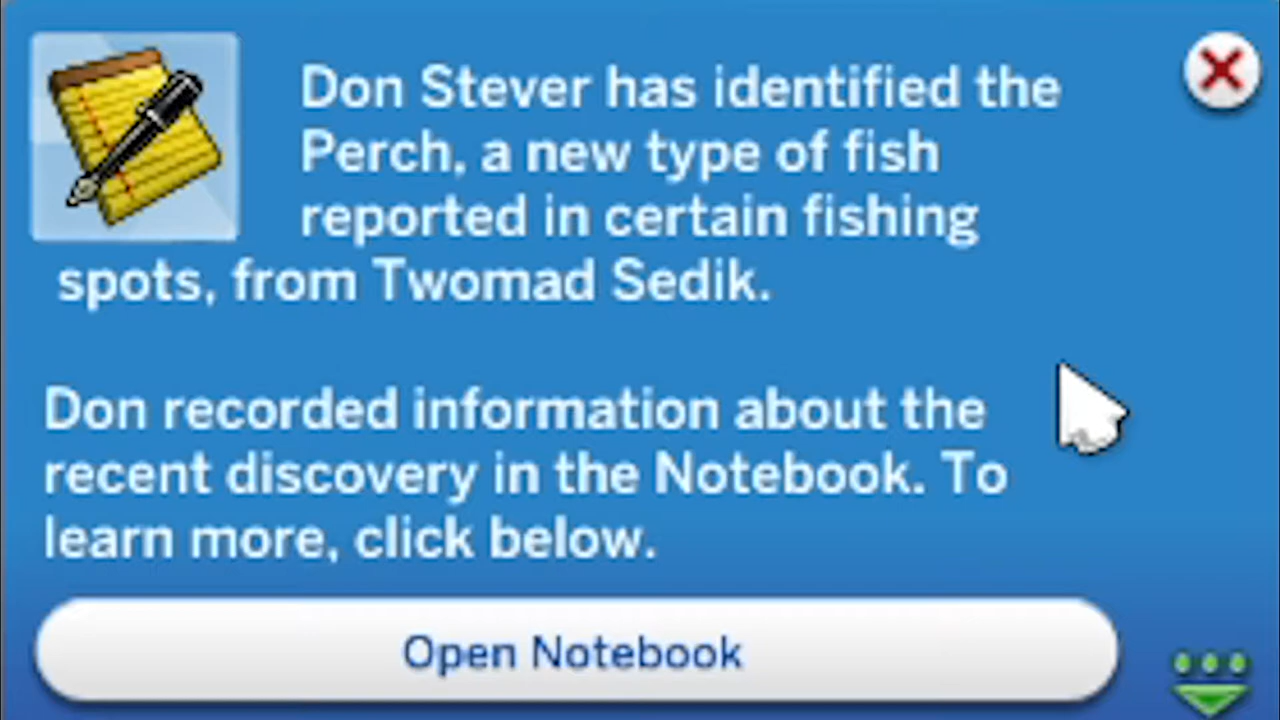 Don Stever has identified the
Perch, a new type of fish
reported in certain fishing
spots, from Twomad Sedik.
Don recorded information about the
recent discovery in the Notebook. To
learn more, click below.
Open Notebook